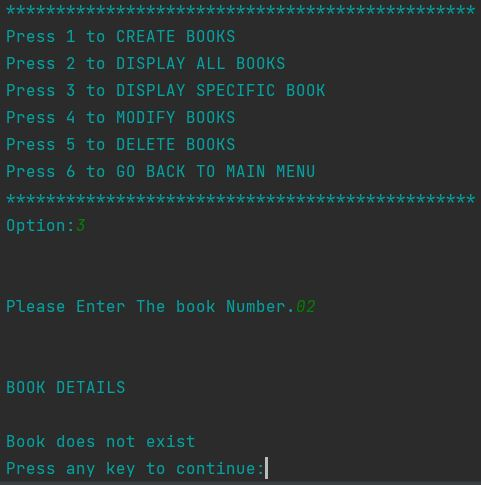 ***********************************************
Press 1 to CREATE BOOKS
Press 2 to DISPLAY ALL BOOKS
Press 3 to DISPLAY SPECIFIC BOOK
Press 4 to MODIFY BOOKS
Press 5 to DELETE BOOKS
Press 6 to GO BACK TO MAIN MENU
***********************************************
Option:3
Please Enter The book Number.02
BOOK DETAILS
Book does not exist
Press any key to continue: